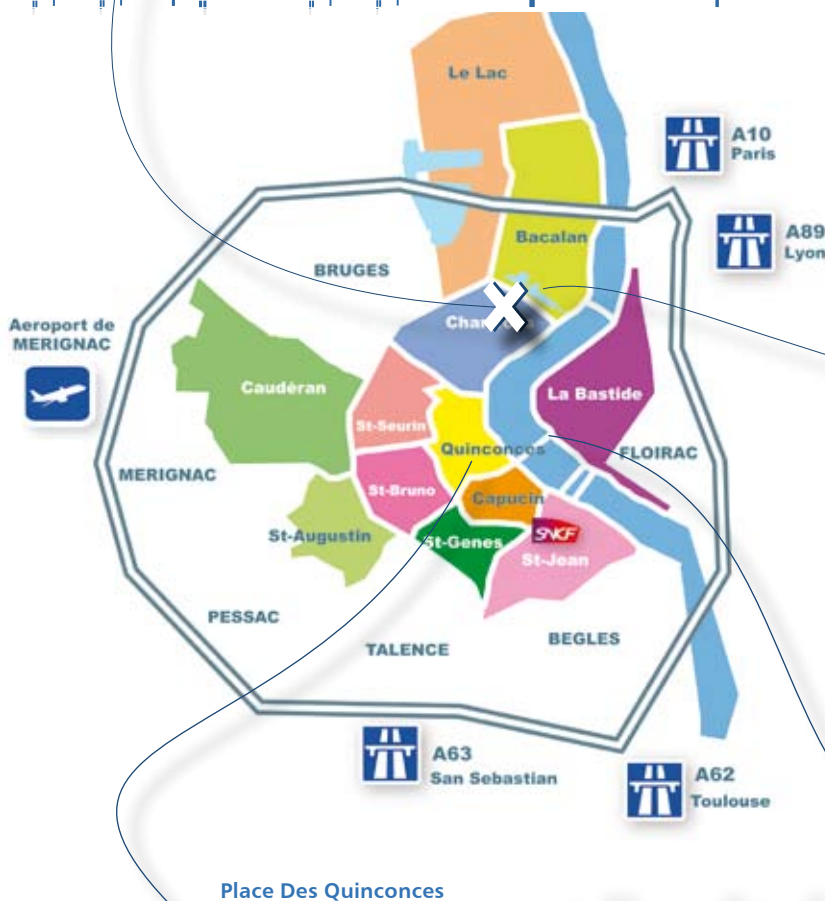 Le Lac
A10
Paris
A89
Lyon
Bacalan
BRUGES
Aeroport de
MERIGNAC
Caudéran
La Bastide
St-Seurin
Quinconces
FLOIRAC
MERIGNAC
St-Bruno
Capucin
St-Augustin
St-Genes
SNCF
St-Jean
PESSAC
TALENCE
BEGLES
A63
San Sebastian
A62
Toulouse
Place Des Quinconces